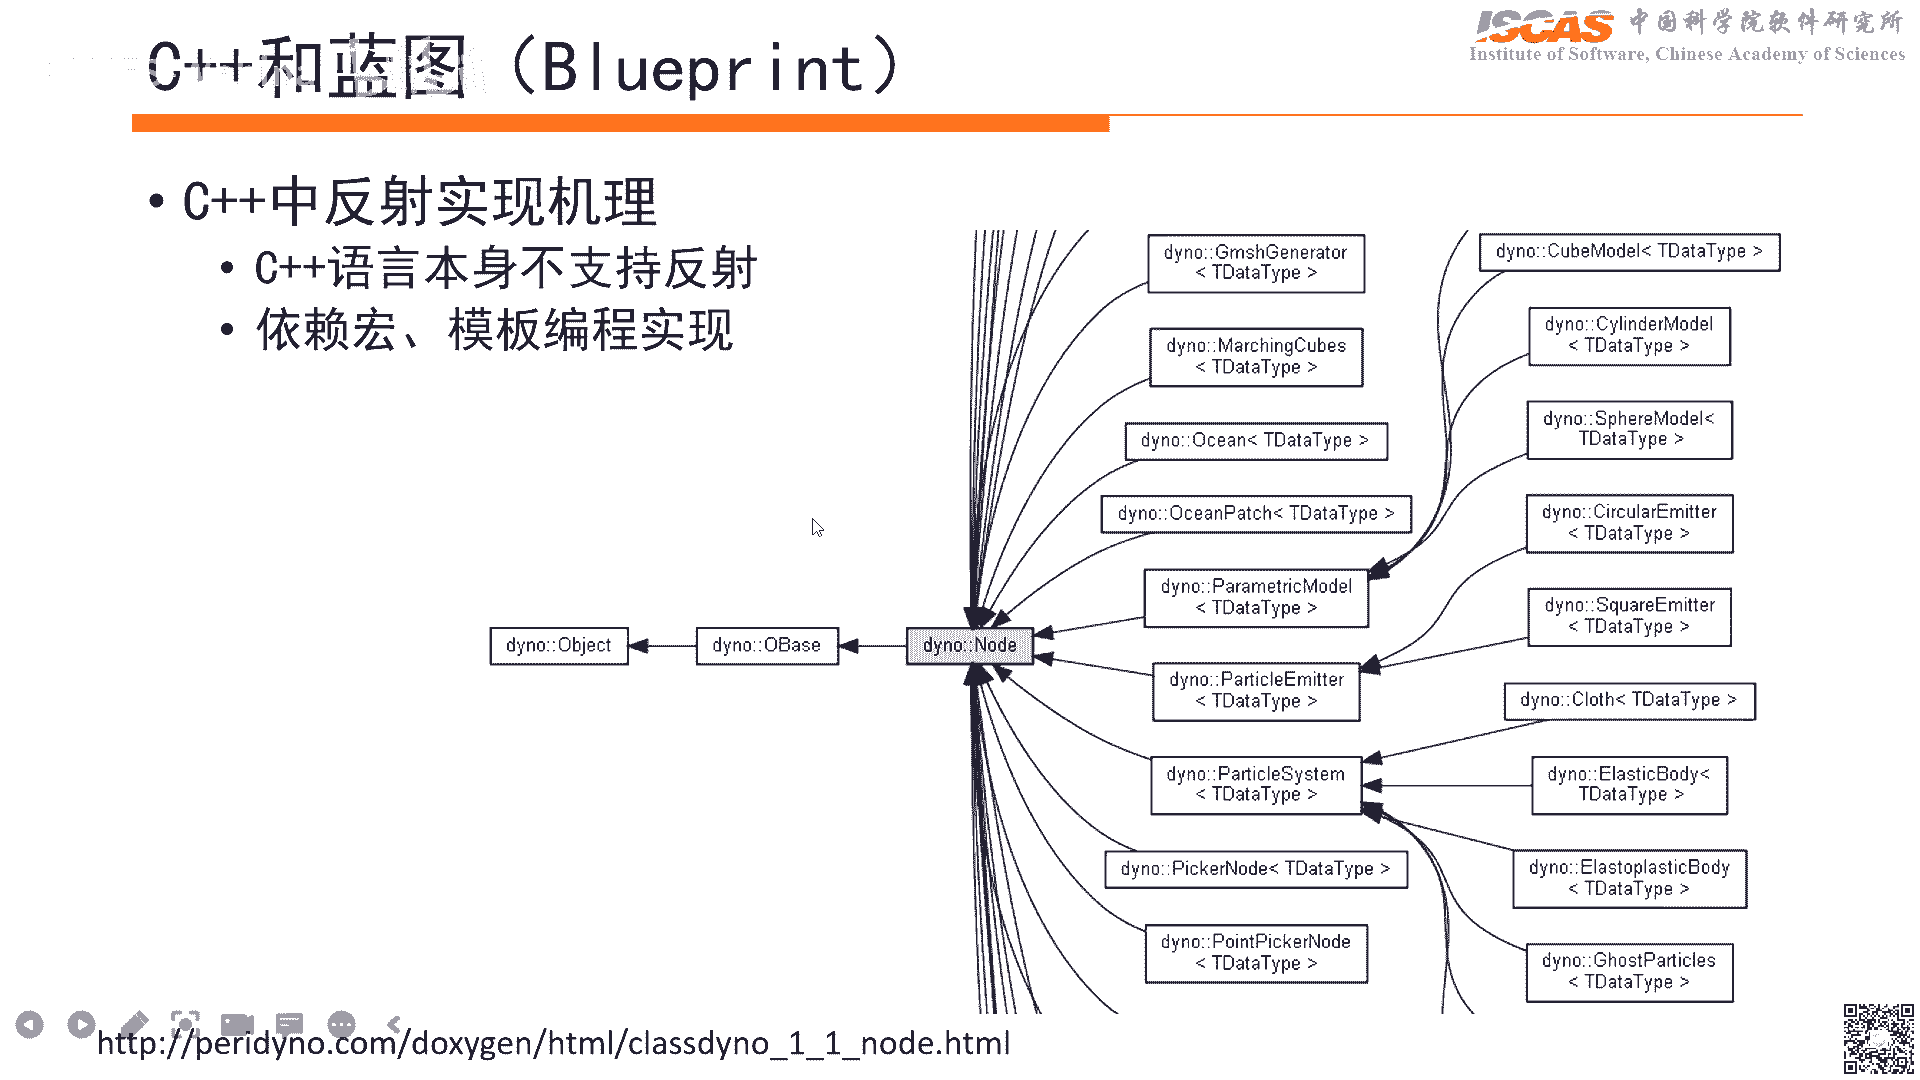 ISCAS 中国科学院软件研究所
Institute of Software, Chinese Academy of Sciences
C++和蓝图（Blueprint）
• C++中反射实现机理
• C++语言本身不支持反射
• 依赖宏、模板编程实现
dyno::Object
dyno::OBase
dyno::Node
dyno::GmshGenerator
< TDataType >
dyno::MarchingCubes
< TDataType >
dyno::Ocean< TDataType >
dyno::OceanPatch< TDataType >
dyno::ParametricModel
< TDataType >
dyno::ParticleEmitter
< TDataType >
dyno::ParticleSystem
< TDataType >
dyno::PickerNode< TDataType >
dyno::PointPickerNode
< TDataType >
dyno::CubeModel< TDataType >
dyno::CylinderModel
< TDataType >
dyno::SphereModel<
TDataType >
dyno::CircularEmitter
< TDataType >
dyno::SquareEmitter
< TDataType >
dyno::Cloth< TDataType >
dyno::ElasticBody<
TDataType >
dyno::ElastoplasticBody
< TDataType >
dyno::GhostParticles
< TDataType >
http://peridyno.com/doxygen/html/classdyno_1_1_node.html